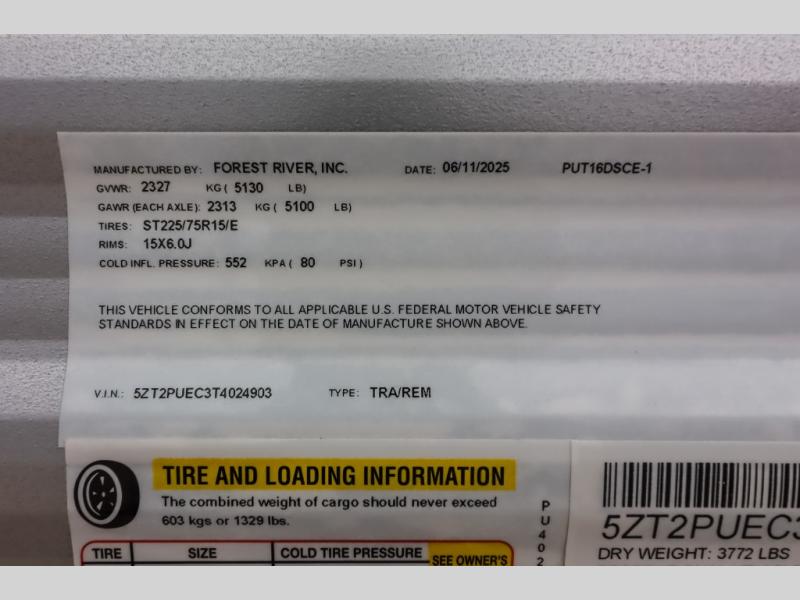 MANUFACTURED BY: FOREST RIVER, INC. DATE: 06/11/2025 PUT16DSCE-1
GVWR: 2327 KG ( 5130 LB)
GAWR (EACH AXLE): 2313 KG ( 5100 LB)
TIRES: ST225/75R15/E
RIMS: 15X6.0J
COLD INFL. PRESSURE: 552 KPA ( 80 PSI )
THIS VEHICLE CONFORMS TO ALL APPLICABLE U.S. FEDERAL MOTOR VEHICLE SAFETY
STANDARDS IN EFFECT ON THE DATE OF MANUFACTURE SHOWN ABOVE.
V.I.N.: 5ZT2PUEC3T4024903 TYPE: TRA/REM
TIRE AND LOADING INFORMATION
The combined weight of cargo should never exceed
603 kgs or 1329 lbs.
TIRE SIZE COLD TIRE PRESSURE SEE OWNER'S
PU402
5ZT2PUEC3
DRY WEIGHT: 3772 LBS